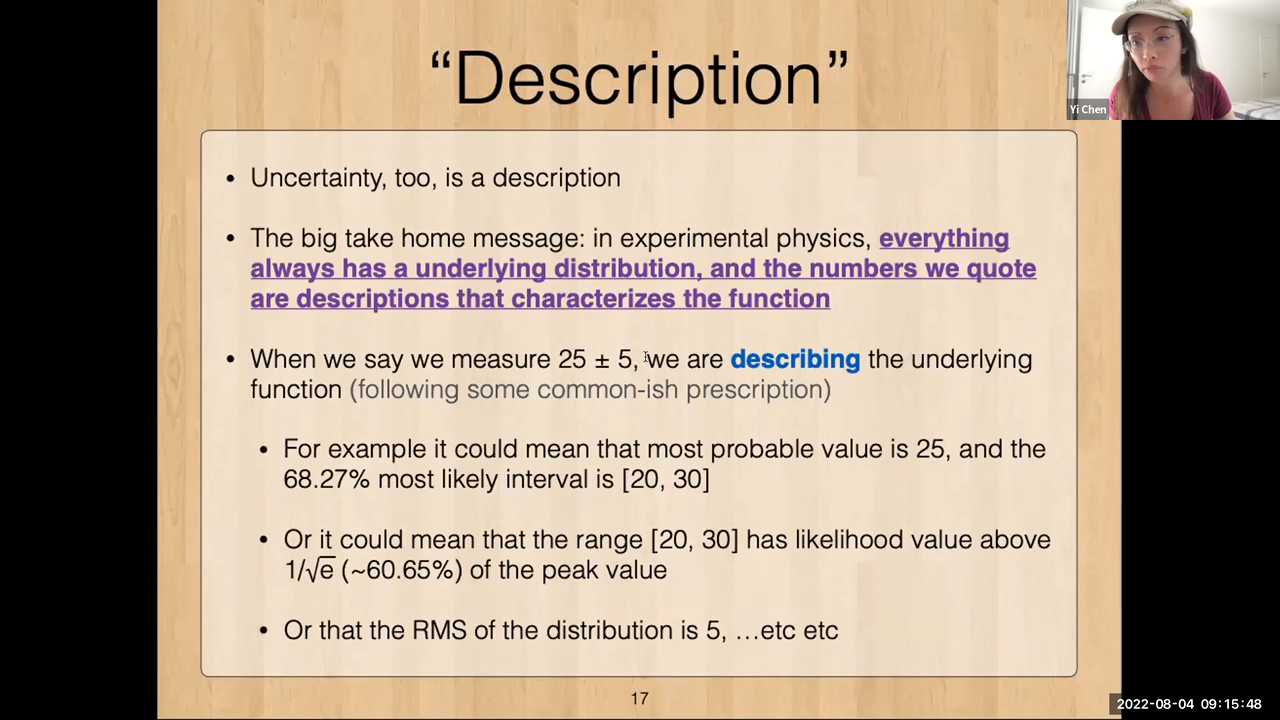 “Description”
Yi Chen
• Uncertainty, too, is a description
• The big take home message: in experimental physics, everything
always has a underlying distribution, and the numbers we quote
are descriptions that characterizes the function
• When we say we measure 25 ± 5, we are describing the underlying
function (following some common-ish prescription)
• For example it could mean that most probable value is 25, and the
68.27% most likely interval is [20, 30]
• Or it could mean that the range [20, 30] has likelihood value above
1/√e (~60.65%) of the peak value
• Or that the RMS of the distribution is 5, …etc etc
17
2022-08-04 09:15:48